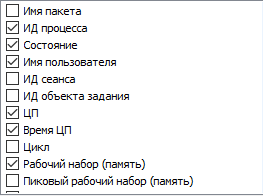 Имя пакета
ИД процесса
Состояние
Имя пользователя
ИД сеанса
ИД объекта задания
ЦП
Время ЦП
Цикл
Рабочий набор (память)
Пиковый рабочий набор (память)